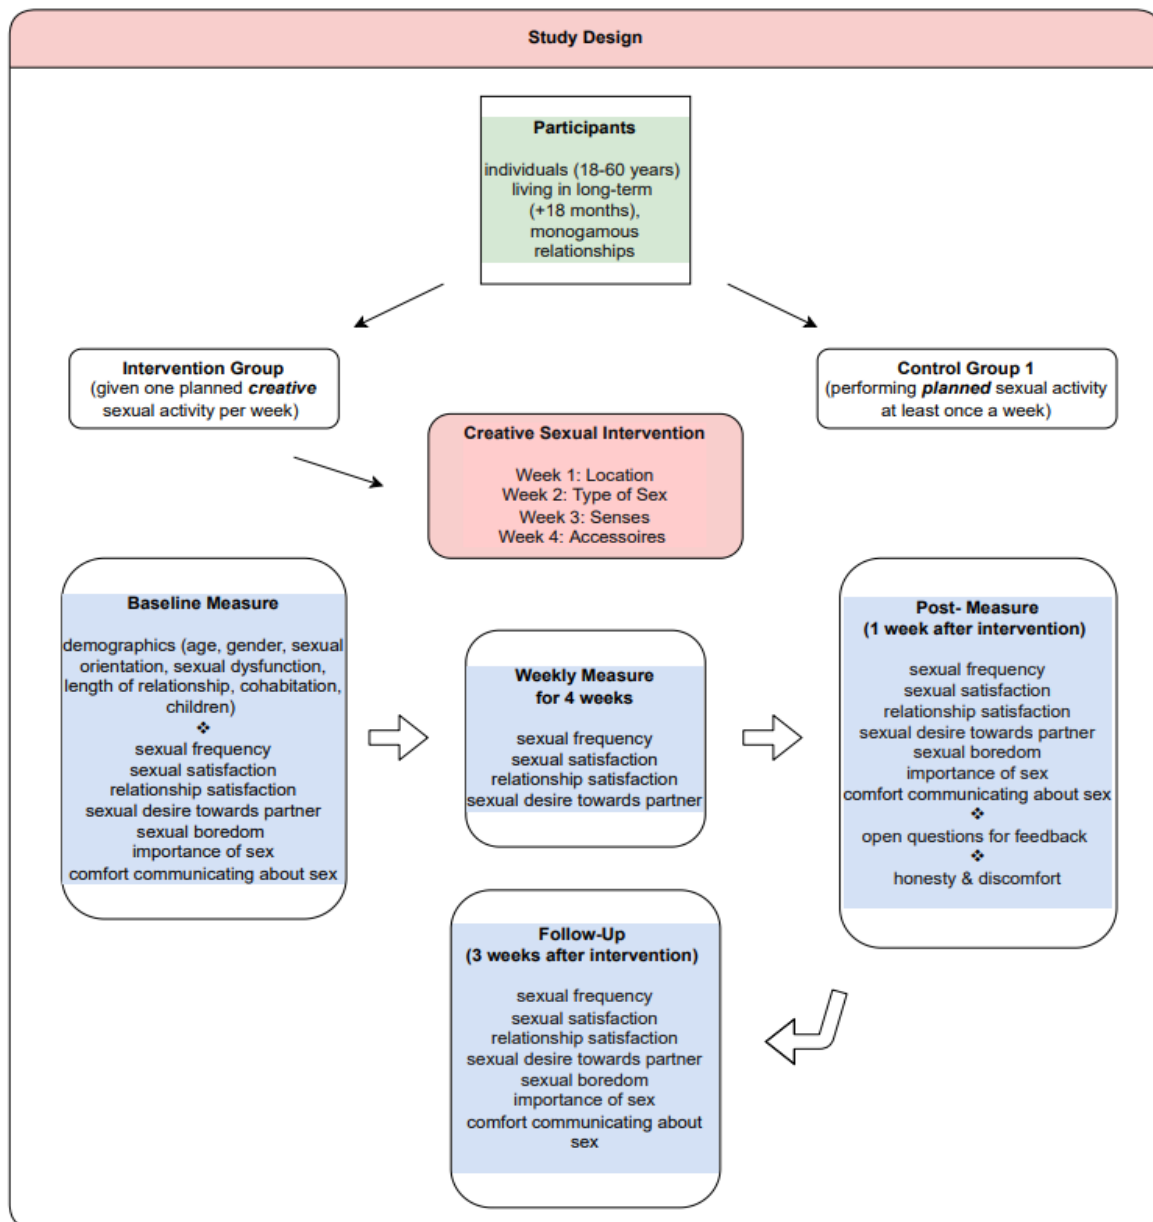 Study Design
Participants
individuals (18-60 years)
living in long-term
(+18 months),
monogamous
relationships
Intervention Group
(given one planned creative
sexual activity per week)
Control Group 1
(performing planned sexual activity
at least once a week)
Creative Sexual Intervention
Week 1: Location
Week 2: Type of Sex
Week 3: Senses
Week 4: Accessoires
Baseline Measure
demographics (age, gender, sexual
orientation, sexual dysfunction,
length of relationship, cohabitation,
children)
❖
sexual frequency
sexual satisfaction
relationship satisfaction
sexual desire towards partner
sexual boredom
importance of sex
comfort communicating about sex
Weekly Measure
for 4 weeks
sexual frequency
sexual satisfaction
relationship satisfaction
sexual desire towards partner
Post- Measure
(1 week after intervention)
sexual frequency
sexual satisfaction
relationship satisfaction
sexual desire towards partner
sexual boredom
importance of sex
comfort communicating about sex
❖
open questions for feedback
❖
honesty & discomfort
Follow-Up
(3 weeks after intervention)
sexual frequency
sexual satisfaction
relationship satisfaction
sexual desire towards partner
sexual boredom
importance of sex
comfort communicating about
sex